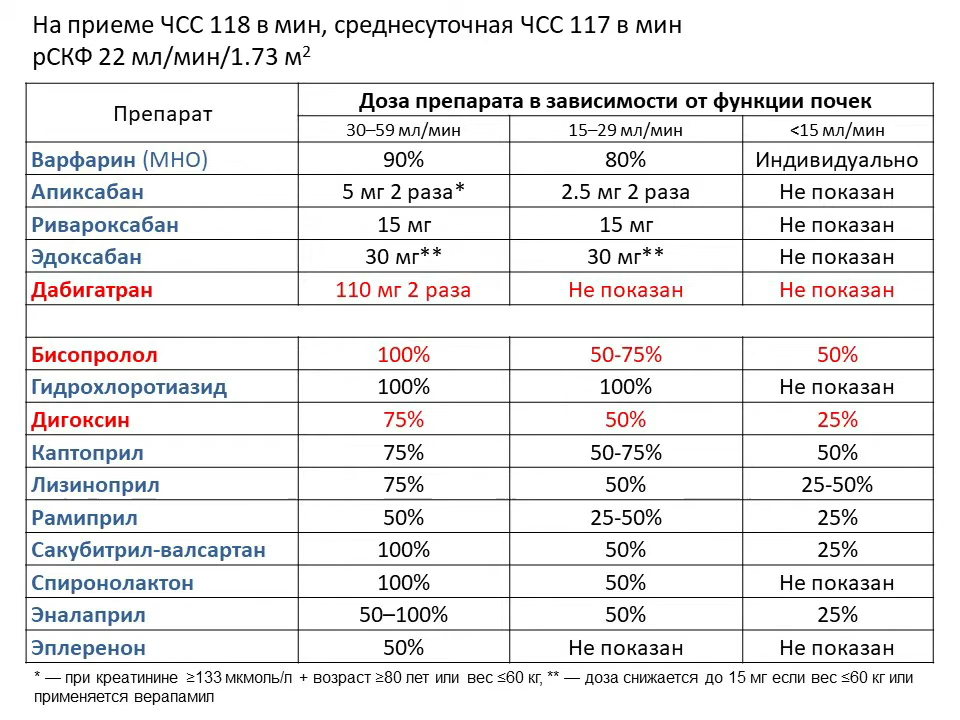 На приеме ЧСС 118 в мин, среднесуточная ЧСС 117 в мин
рСКФ 22 мл/мин/1.73 м²
Препарат
Доза препарата в зависимости от функции почек
30–59 мл/мин 15–29 мл/мин <15 мл/мин
Варфарин (МНО) 90% 80% Индивидуально
Апиксабан 5 мг 2 раза* 2.5 мг 2 раза Не показан
Ривароксабан 15 мг 15 мг Не показан
Эдоксабан 30 мг** 30 мг** Не показан
Дабигатран 110 мг 2 раза Не показан Не показан
Бисопролол 100% 50-75% 50%
Гидрохлоротиазид 100% 100% Не показан
Дигоксин 75% 50% 25%
Каптоприл 75% 50-75% 50%
Лизиноприл 75% 50% 25-50%
Рамиприл 50% 25-50% 25%
Сакубитрил-валсартан 100% 50% 25%
Спиронолактон 100% 50% Не показан
Эналаприл 50–100% 50% 25%
Эплеренон 50% Не показан Не показан
* — при креатинине ≥133 мкмоль/л + возраст ≥80 лет или вес ≤60 кг, ** — доза снижается до 15 мг если вес ≤60 кг или
применяется верапамил